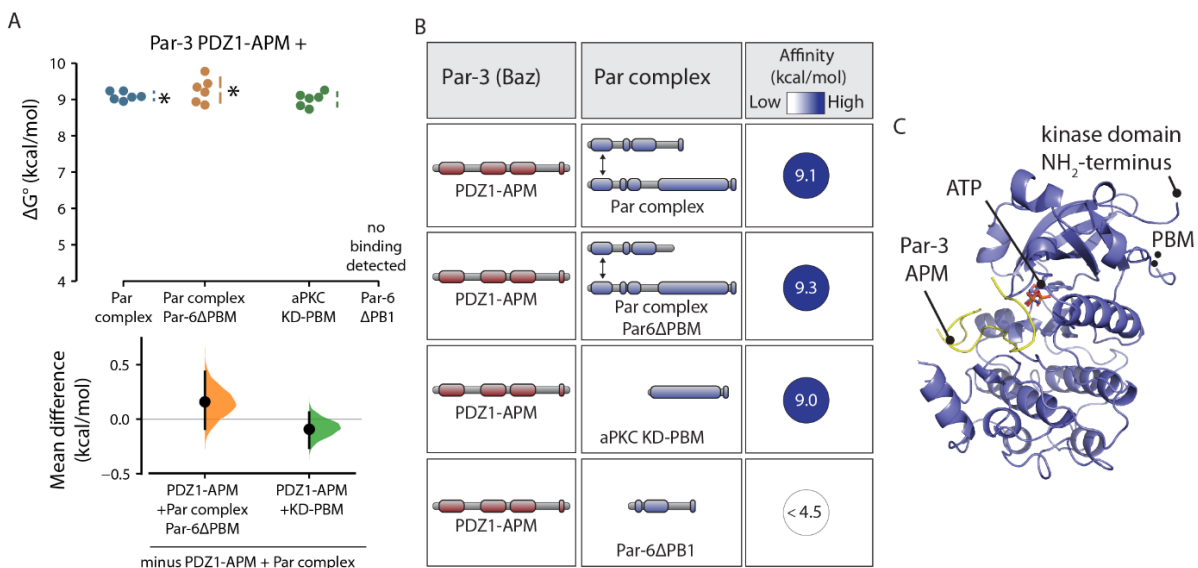 A
Par-3 PDZ1-APM +
ΔG° (kcal/mol)
10
9
8
7
6
5
4
*
*
no
binding
detected
Par
complex
Par complex
Par-6ΔPBM
aPKC
KD-PBM
Par-6
ΔPB1
Mean difference
(kcal/mol)
0.5
0.0
−0.5
PDZ1-APM
+Par complex
Par-6ΔPBM
PDZ1-APM
+KD-PBM
minus PDZ1-APM + Par complex
B
Par-3 (Baz)
Par complex
Affinity
(kcal/mol)
Low
High
PDZ1-APM
Par complex
9.1
PDZ1-APM
Par complex
Par6ΔPBM
9.3
PDZ1-APM
aPKC KD-PBM
9.0
PDZ1-APM
Par-6ΔPB1
< 4.5
C
kinase domain
NH₂-terminus
ATP
PBM
Par-3
APM